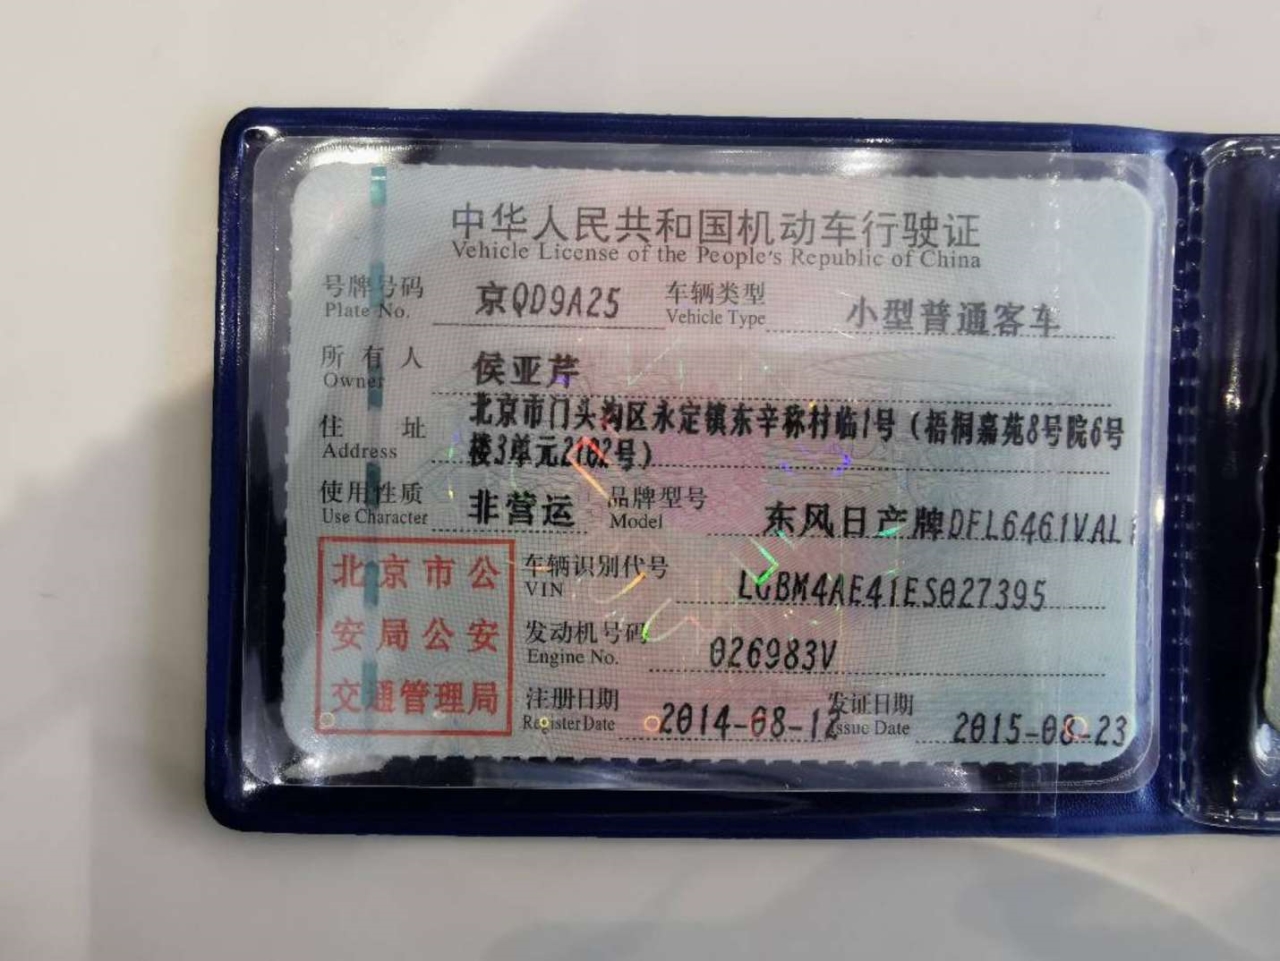 中华人民共和国机动车行驶证
Vehicle License of the People's Republic of China
号牌号码 京QD9A25 车辆类型 小型普通客车
Plate No. Vehicle Type
所有人 侯亚芹
Owner
住址 北京市门头沟区永定镇东辛称村临1号（梧桐嘉苑8号院6号
Address 楼3单元2102号）
使用性质 非营运 品牌型号 东风日产牌DFL6461VAL
Use Character Model
北京市公
安局公安
交通管理局
车辆识别代号 LGBM4AE41ES027395
VIN
发动机号码 026983V
Engine No.
注册日期 2014-08-12 发证日期 2015-08-23
Register Date Issue Date